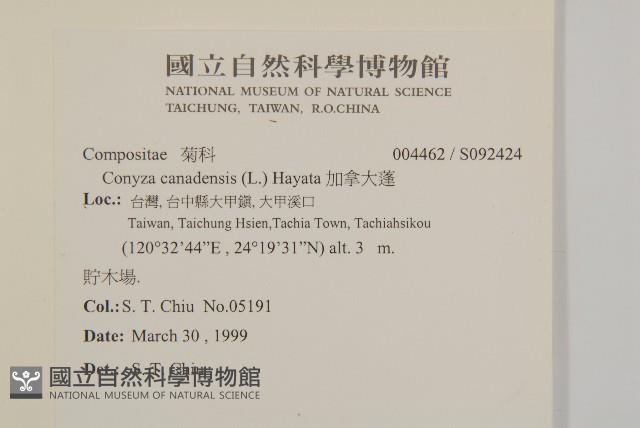 國立自然科學博物館
NATIONAL MUSEUM OF NATURAL SCIENCE
TAICHUNG, TAIWAN, R.O.CHINA
Compositae 菊科 004462 / S092424
Conyza canadensis (L.) Hayata 加拿大蓬
Loc.: 台灣, 台中縣大甲鎮, 大甲溪口
Taiwan, Taichung Hsien,Tachia Town, Tachiahsikou
(120°32’44”E , 24°19’31”N) alt. 3 m.
貯木場.
Col.: S. T. Chiu No.05191
Date: March 30 , 1999
Det.: S. T. Chiu
國立自然科學博物館
NATIONAL MUSEUM OF NATURAL SCIENCE